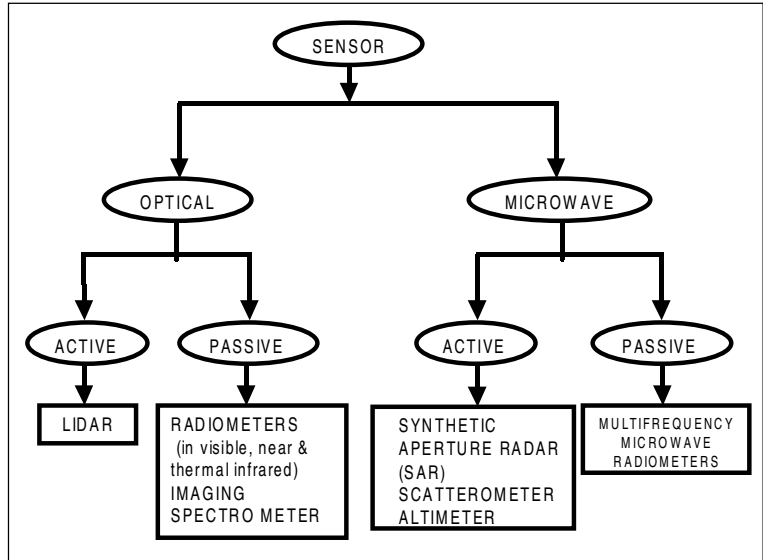 SENSOR
OPTICAL
MICROWAVE
ACTIVE
PASSIVE
ACTIVE
PASSIVE
LIDAR
RADIOMETERS
(in visible, near &
thermal infrared)
IMAGING
SPECTRO METER
SYNTHETIC
APERTURE RADAR
(SAR)
SCATTEROMETER
ALTIMETER
MULTIFREQUENCY
MICROWAVE
RADIOMETERS